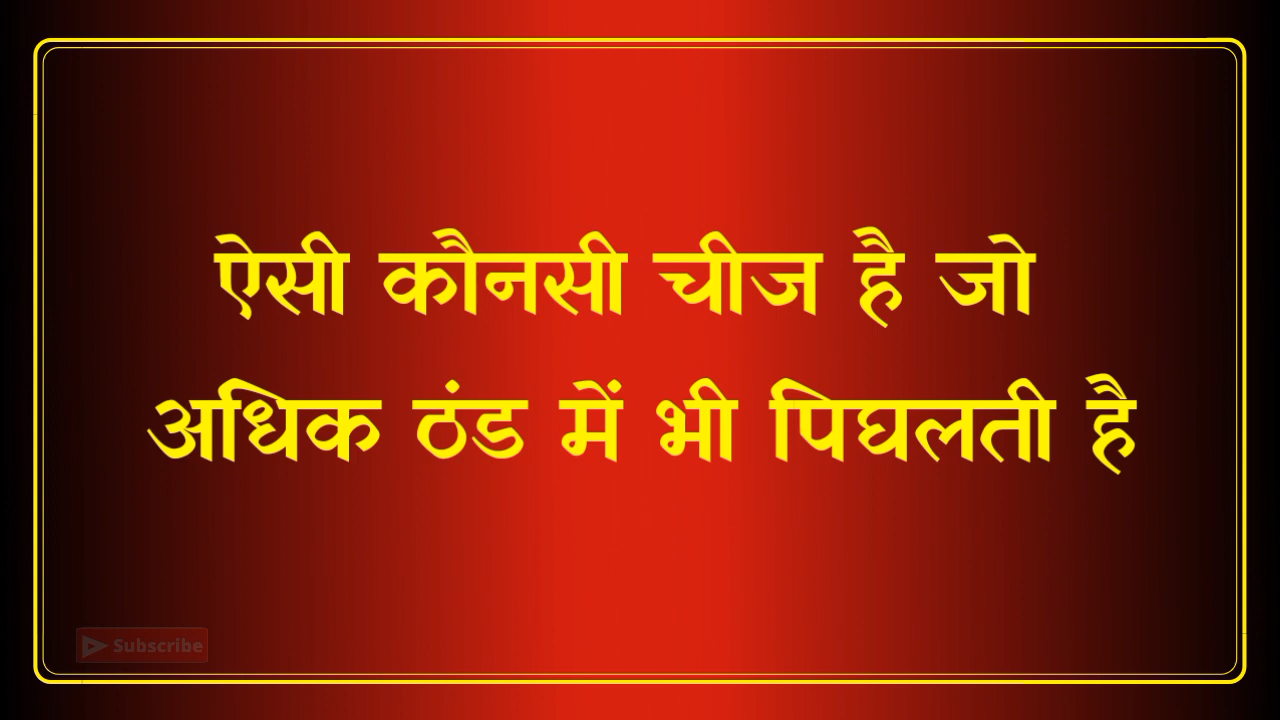 ऐसी कौनसी चीज है जो
अधिक ठंड में भी पिघलती है
Subscribe